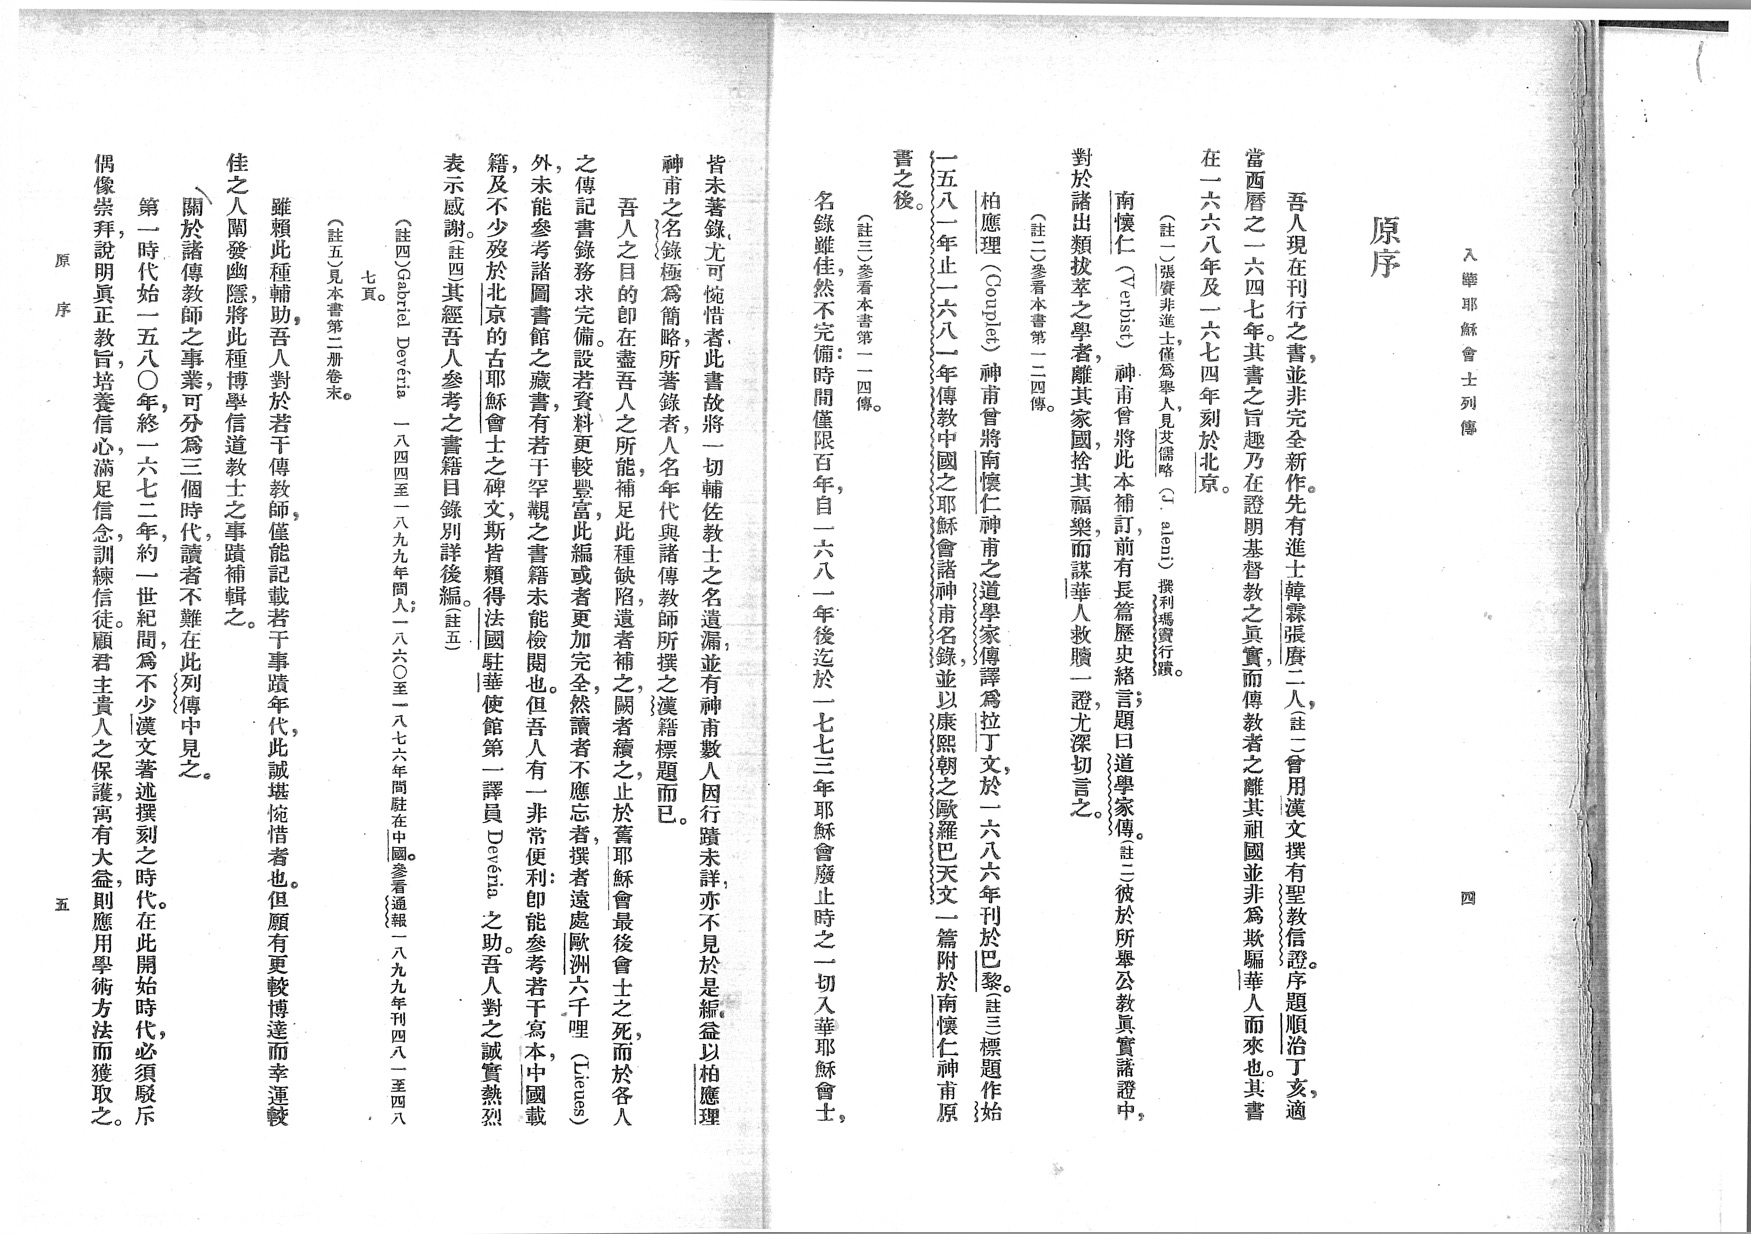 入華耶穌會士列傳
四
原序
吾人現在刊行之書，並非完全新作。先有進士韓霖張賡二人，(註一)曾用漢文撰有聖教信證。序題順治丁亥，適
當西曆之一六四七年。其書之旨趣乃在證明基督教之眞實，而傳教者之離其祖國並非爲欺騙華人而來也。其書
在一六六八年及一六七四年刻於北京。
(註一)張賡非進士，僅爲舉人，見艾儒略（J. aleni）撰利瑪竇行蹟。
南懷仁（Verbist）神甫曾將此本補訂，前有長篇歷史緒言；題曰道學家傳。(註二)彼於所舉公教眞實諸證中，
對於諸出類拔萃之學者，離其家國，捨其福樂，而謀華人救贖一證，尤深切言之。
(註二)參看本書第一二四傳。
柏應理（Couplet）神甫曾將南懷仁神甫之道學家傳譯爲拉丁文，於一六八六年刊於巴黎。(註三)標題作始
一五八一年止一六八一年傳教中國之耶穌會諸神甫名錄，並以康熙朝之歐羅巴天文一篇附於南懷仁神甫原
書之後。
(註三)參看本書第一一四傳。
名錄雖佳，然不完備：時間僅限百年，自一六八一年後迄於一七七三年耶穌會廢止時之一切入華耶穌會士，
皆未著錄。尤可惋惜者，此書故將一切輔佐教士之名遺漏，並有神甫數人因行蹟未詳，亦不見於是編。益以柏應理
神甫之名錄極爲簡略，所著錄者，人名年代與諸傳教師所撰之漢籍標題而已。
吾人之目的卽在盡吾人之所能，補足此種缺陷，遺者補之，闕者續之，止於舊耶穌會最後會士之死，而於各人
之傳記書錄務求完備。設若資料更較豐富，此編或者更加完全，然讀者不應忘者，撰者遠處歐洲六千哩（Lieues）
外，未能參考諸圖書館之藏書，有若干罕覯之書籍未能檢閱也。但吾人有一非常便利：卽能參考若干寫本，中國載
籍，及不少歿於北京的古耶穌會士之碑文，斯皆賴得法國駐華使館第一譯員 Devéria 之助。吾人對之誠實熱烈
表示感謝。(註四)其經吾人參考之書籍目錄別詳後編。(註五)
(註四)Gabriel Devéria 一八四四至一八九九年間人；一八六〇至一八七六年間駐在中國。參看通報一八九九年刊四八一至四八
七頁。
(註五)見本書第二册卷末。
雖賴此種輔助，吾人對於若干傳教師，僅能記載若干事蹟年代，此誠堪惋惜者也。但願有更較博達而幸運較
佳之人闡發幽隱，將此種博學信道教士之事蹟補輯之。
關於諸傳教師之事業，可分爲三個時代，讀者不難在此列傳中見之。
第一時代始一五八〇年，終一六七二年，約一世紀間，爲不少漢文著述撰刻之時代。在此開始時代，必須駁斥
偶像崇拜，說明眞正教旨，培養信心，滿足信念，訓練信徒。顧君主貴人之保護，寓有大益，則應用學術方法而獲取之。
原序
五